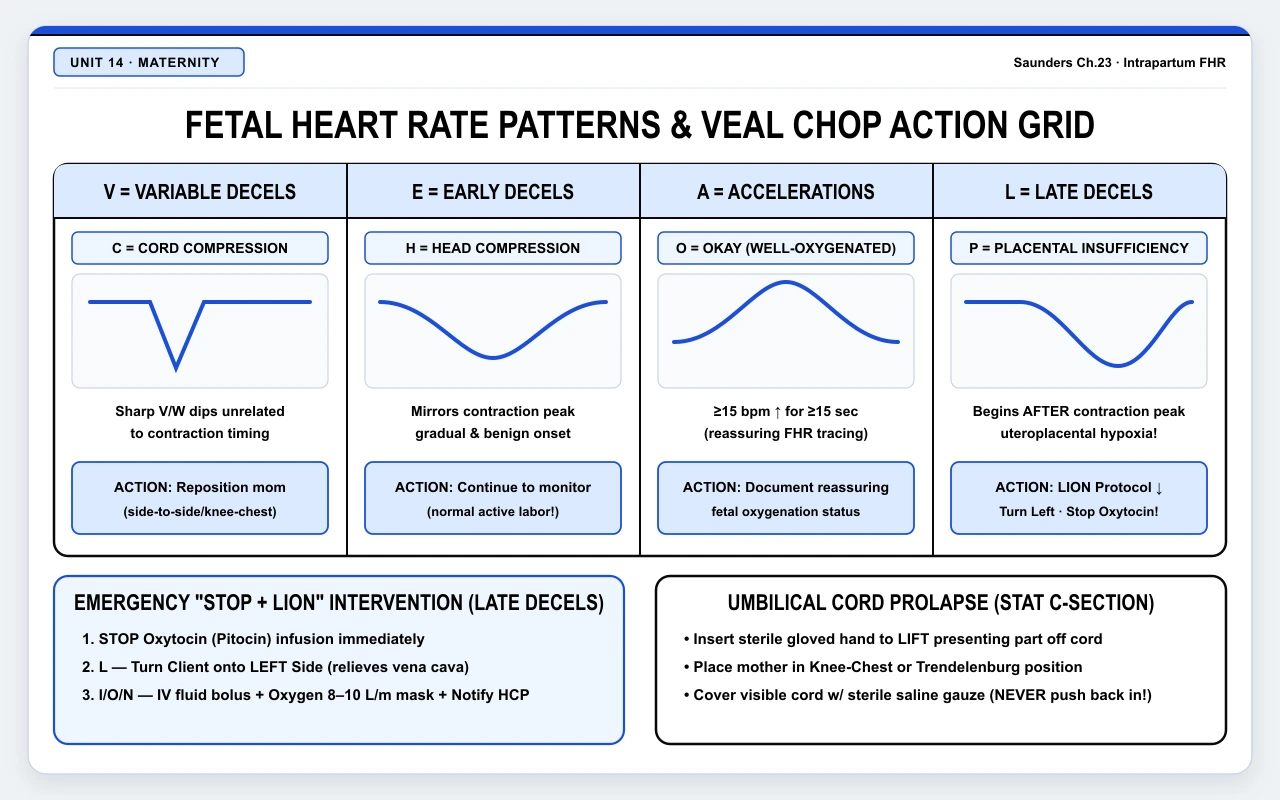 UNIT 14 · MATERNITY
Saunders Ch.23 · Intrapartum FHR
FETAL HEART RATE PATTERNS & VEAL CHOP ACTION GRID
V = VARIABLE DECELS
C = CORD COMPRESSION
Sharp V/W dips unrelated
to contraction timing
ACTION: Reposition mom
(side-to-side/knee-chest)
E = EARLY DECELS
H = HEAD COMPRESSION
Mirrors contraction peak
gradual & benign onset
ACTION: Continue to monitor
(normal active labor!)
A = ACCELERATIONS
O = OKAY (WELL-OXYGENATED)
≥15 bpm ↑ for ≥15 sec
(reassuring FHR tracing)
ACTION: Document reassuring
fetal oxygenation status
L = LATE DECELS
P = PLACENTAL INSUFFICIENCY
Begins AFTER contraction peak
uteroplacental hypoxia!
ACTION: LION Protocol ↓
Turn Left · Stop Oxytocin!
EMERGENCY "STOP + LION" INTERVENTION (LATE DECELS)
1. STOP Oxytocin (Pitocin) infusion immediately
2. L — Turn Client onto LEFT Side (relieves vena cava)
3. I/O/N — IV fluid bolus + Oxygen 8–10 L/m mask + Notify HCP
UMBILICAL CORD PROLAPSE (STAT C-SECTION)
• Insert sterile gloved hand to LIFT presenting part off cord
• Place mother in Knee-Chest or Trendelenburg position
• Cover visible cord w/ sterile saline gauze (NEVER push back in!)